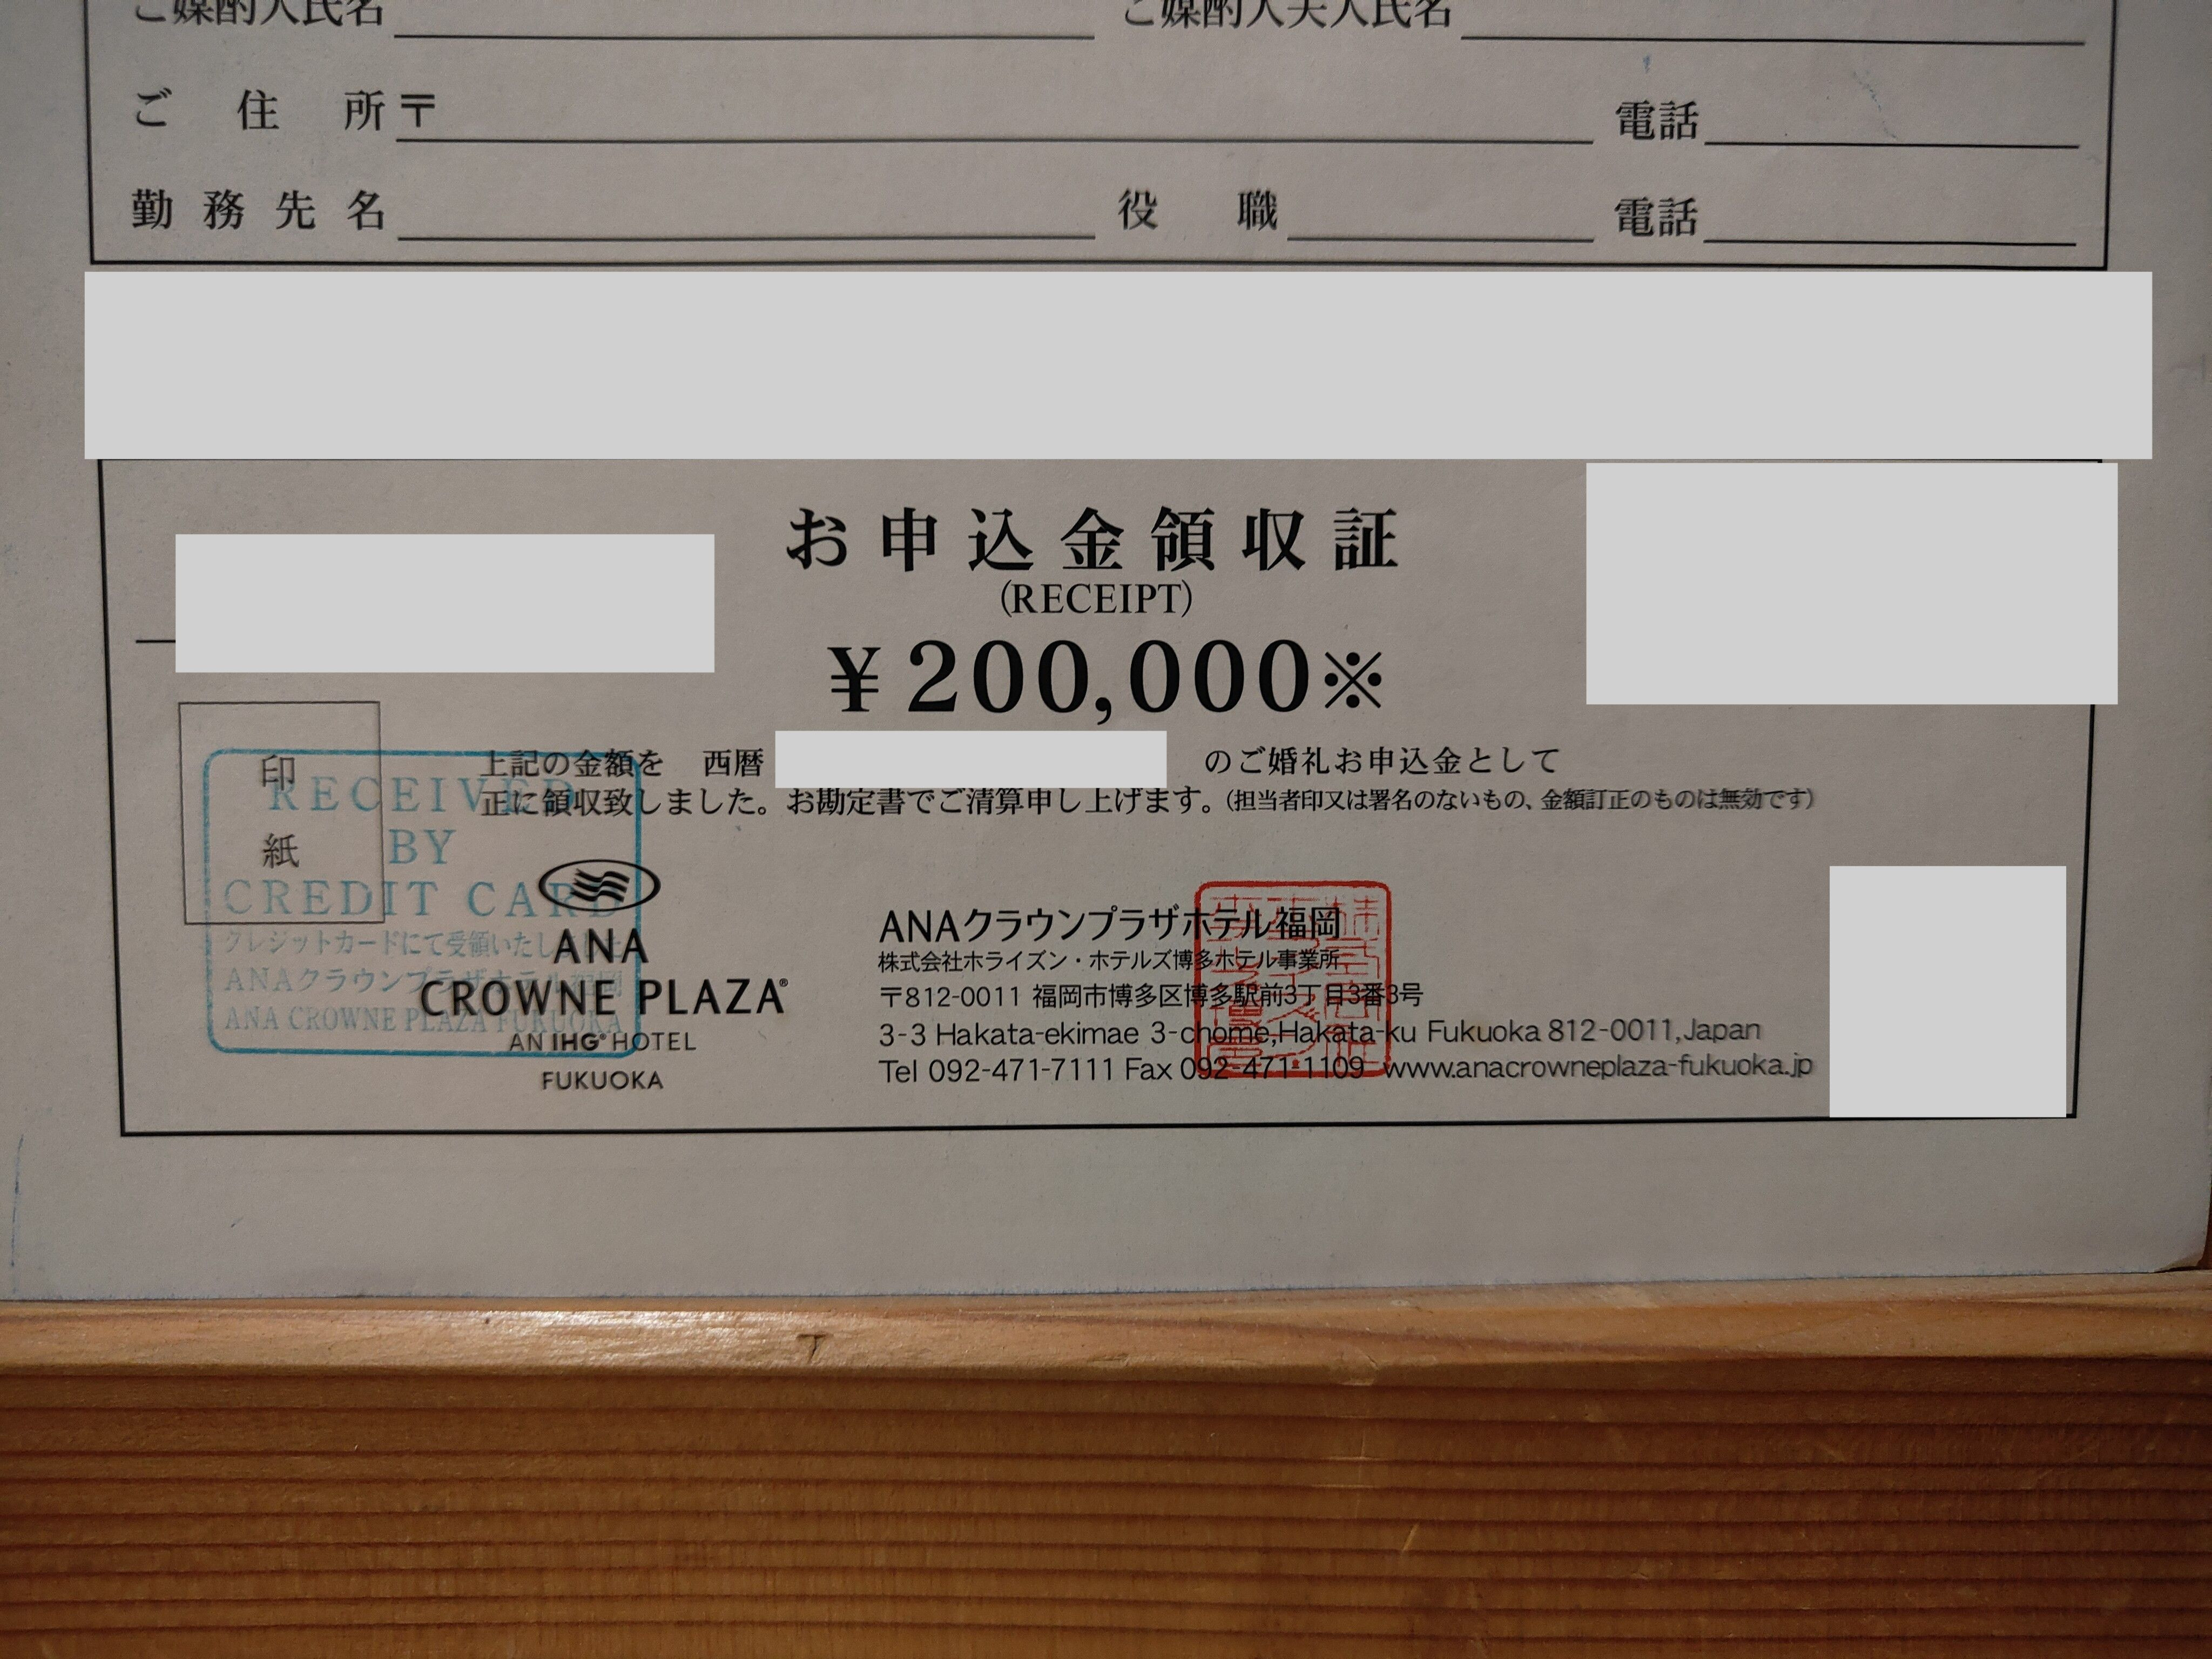 ご媒酌人氏名 ご媒酌人夫人氏名
ご住所〒 電話
勤務先名 役職 電話
お申込金領収証
(RECEIPT)
¥200,000※
上記の金額を 西暦 のご婚礼お申込金として
正に領収致しました。お勘定書でご清算申し上げます。(担当者印又は署名のないもの、金額訂正のものは無効です)
印紙
RECEIVED
BY
CREDIT CARD
クレジットカードにて受領いたしました
ANAクラウンプラザホテル福岡
ANA CROWNE PLAZA FUKUOKA
ANA
CROWNE PLAZA®
AN IHG® HOTEL
FUKUOKA
ANAクラウンプラザホテル福岡
株式会社ホライズン・ホテルズ博多ホテル事業所
〒812-0011 福岡市博多区博多駅前3丁目3番3号
3-3 Hakata-ekimae 3-chome,Hakata-ku Fukuoka 812-0011,Japan
Tel 092-471-7111 Fax 092-471-1109 www.anacrowneplaza-fukuoka.jp